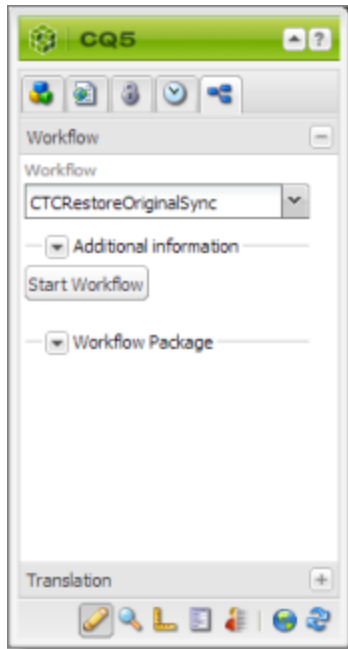 CQ5
?
Workflow
Workflow
CTCRestoreOriginalSync
Additional information
Start Workflow
Workflow Package
Translation